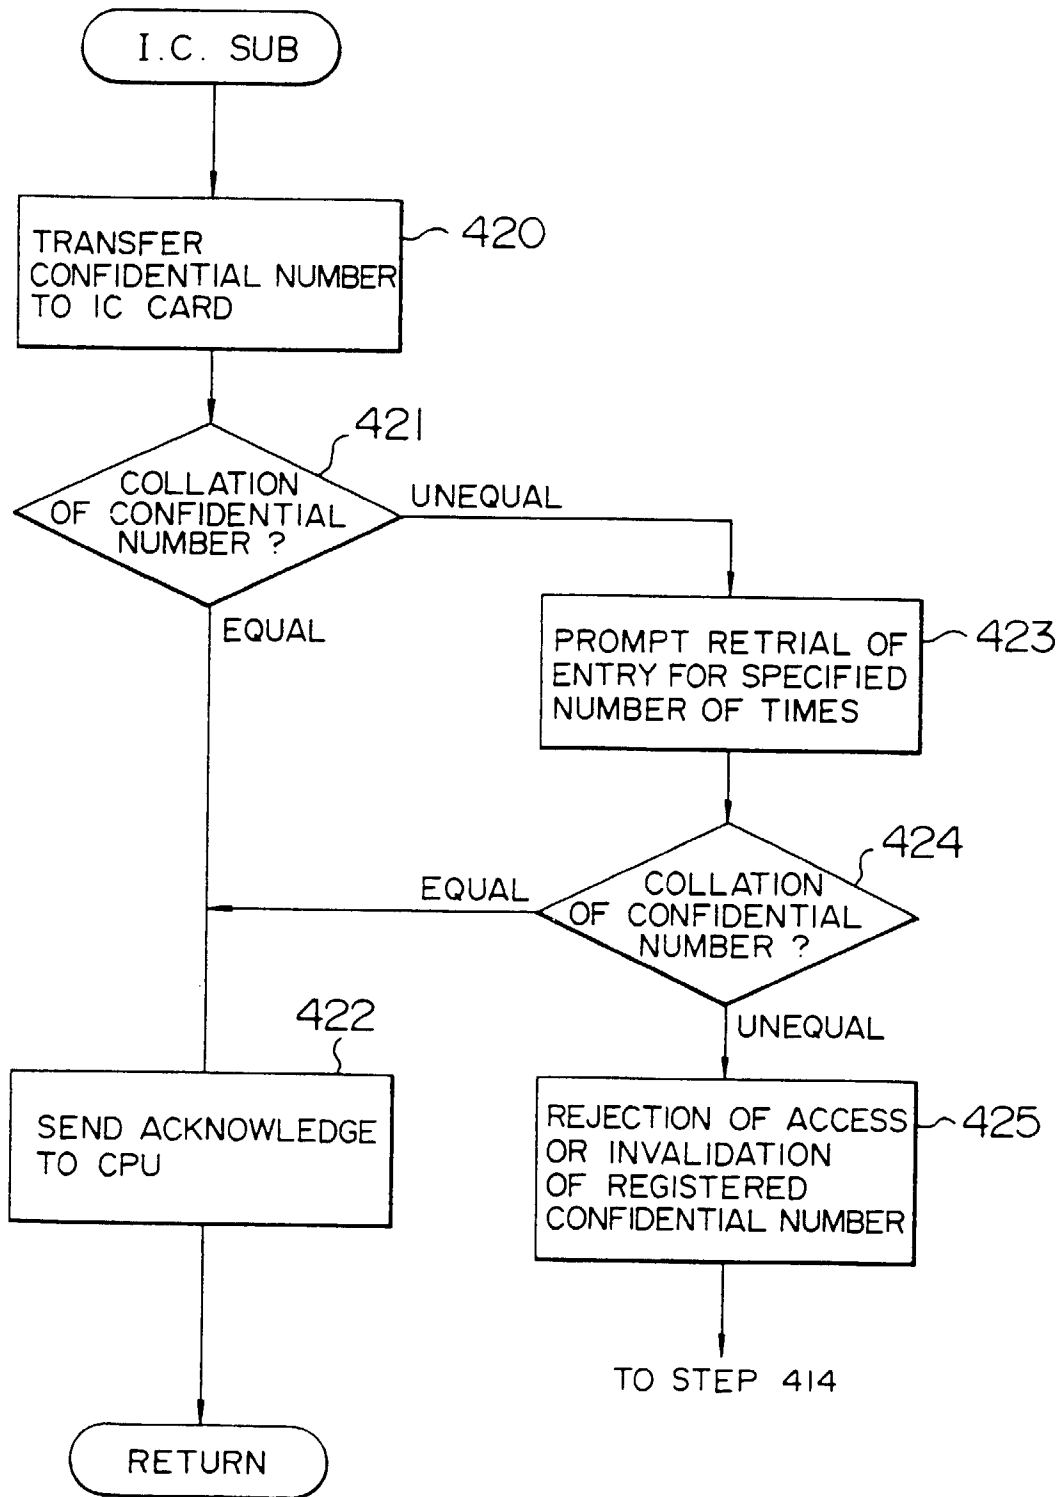 I.C. SUB
TRANSFER
CONFIDENTIAL NUMBER
TO IC CARD
420
421
COLLATION
OF CONFIDENTIAL
NUMBER ?
UNEQUAL
EQUAL
PROMPT RETRIAL OF
ENTRY FOR SPECIFIED
NUMBER OF TIMES
423
424
COLLATION
OF CONFIDENTIAL
NUMBER ?
EQUAL
UNEQUAL
422
SEND ACKNOWLEDGE
TO CPU
REJECTION OF ACCESS
OR INVALIDATION
OF REGISTERED
CONFIDENTIAL NUMBER
425
TO STEP 414
RETURN